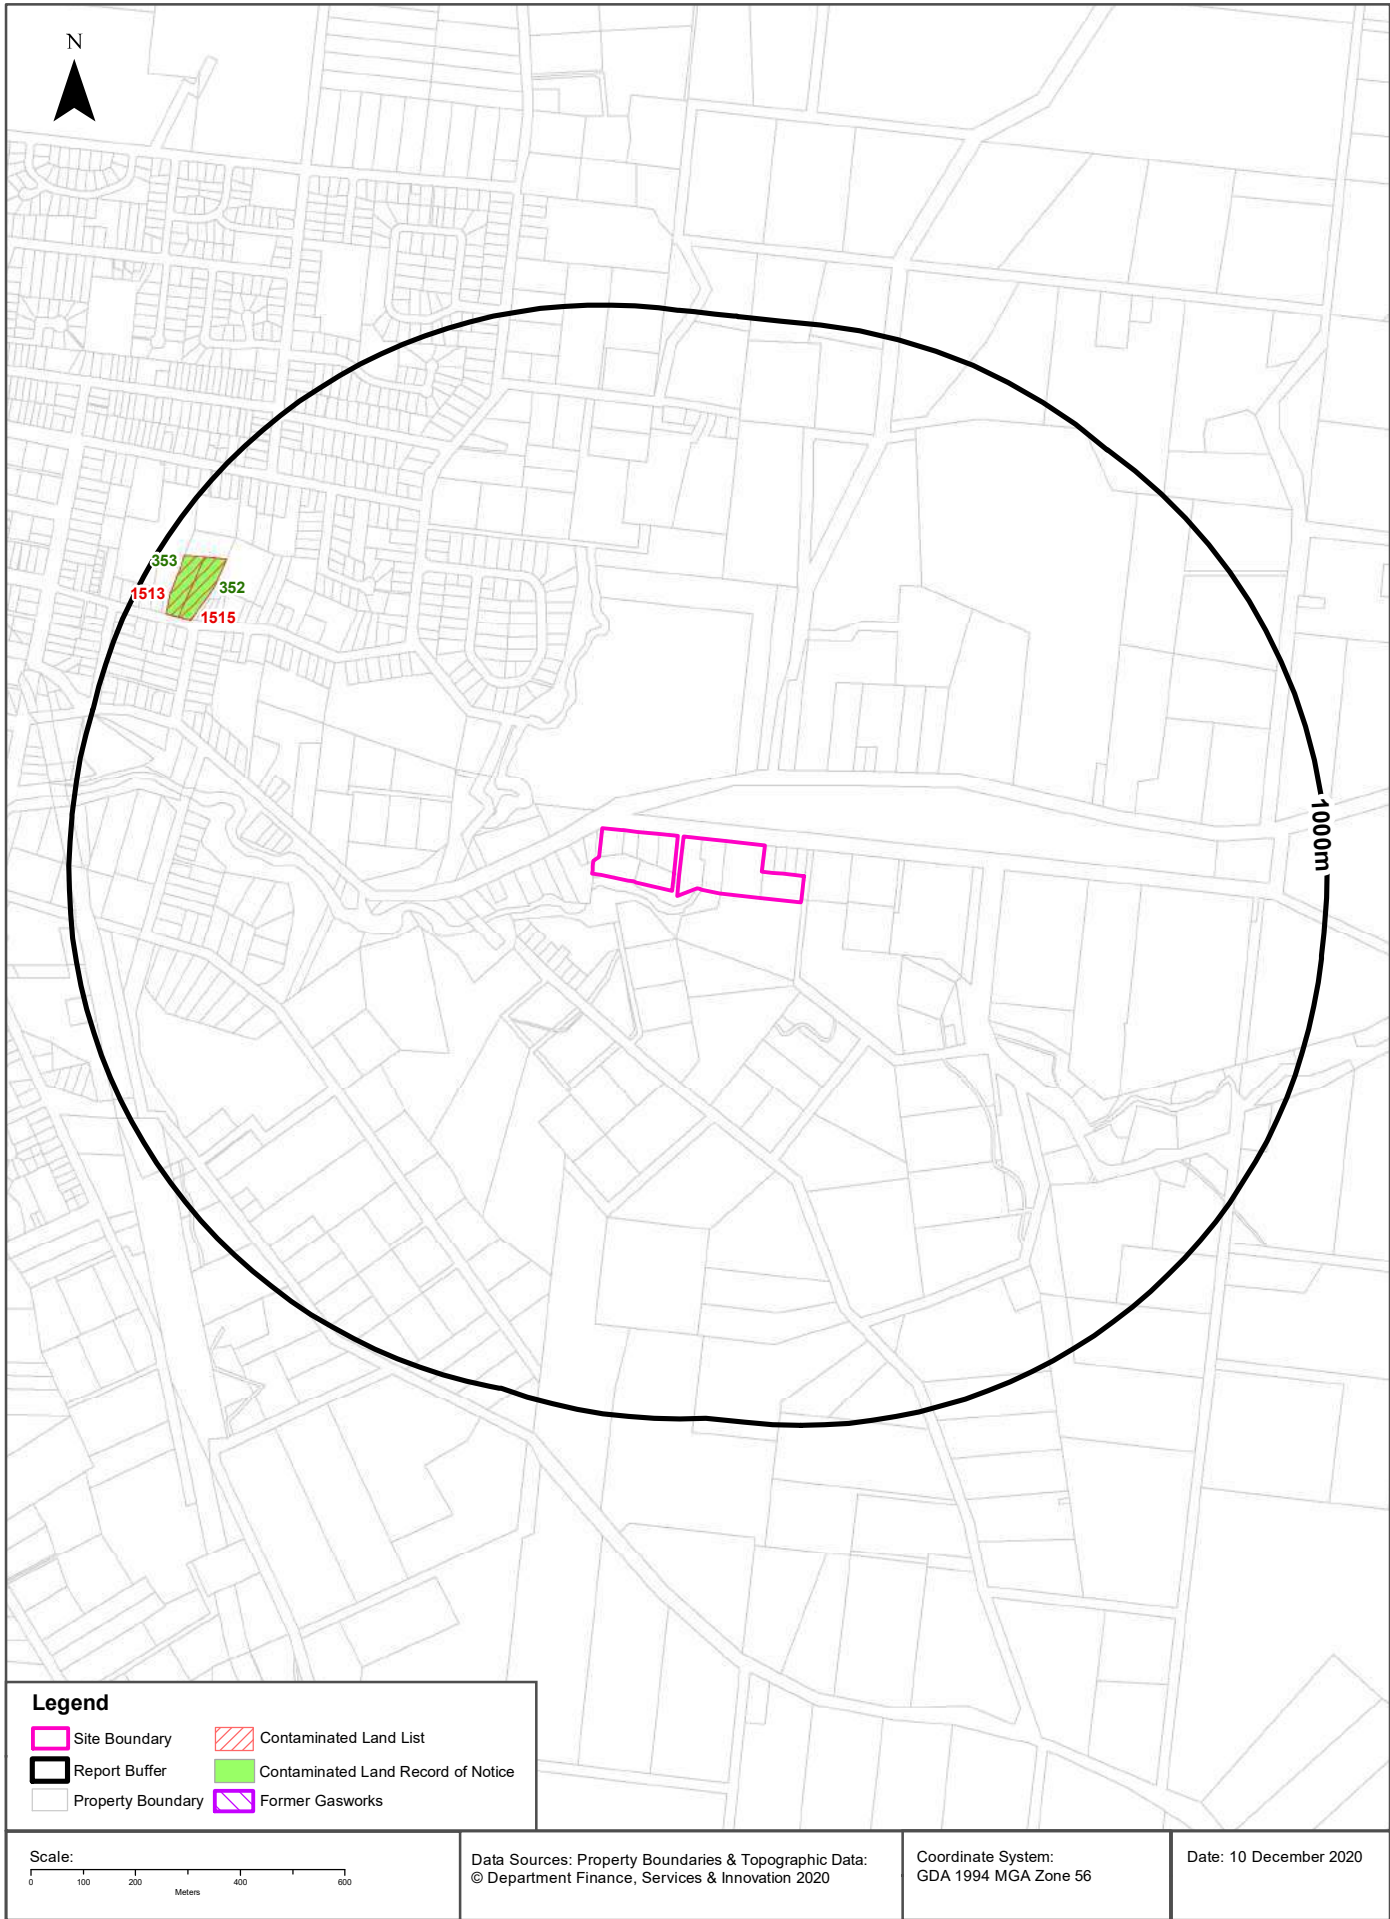 N
353
1513
352
1515
1000m
Legend
Site Boundary
Contaminated Land List
Report Buffer
Contaminated Land Record of Notice
Property Boundary
Former Gasworks
Scale:
0 100 200 400 600
Meters
Data Sources: Property Boundaries & Topographic Data:
© Department Finance, Services & Innovation 2020
Coordinate System:
GDA 1994 MGA Zone 56
Date: 10 December 2020